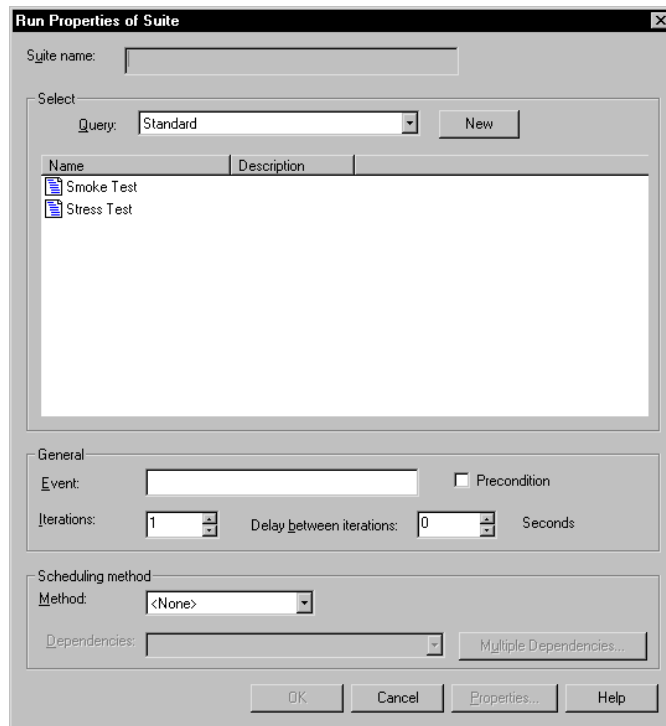 Run Properties of Suite
Suite name:
Select
Query: Standard New
Name Description
Smoke Test
Stress Test
General
Event: Precondition
Iterations: 1 Delay between iterations: 0 Seconds
Scheduling method
Method: <None>
Dependencies: Multiple Dependencies...
OK Cancel Properties... Help